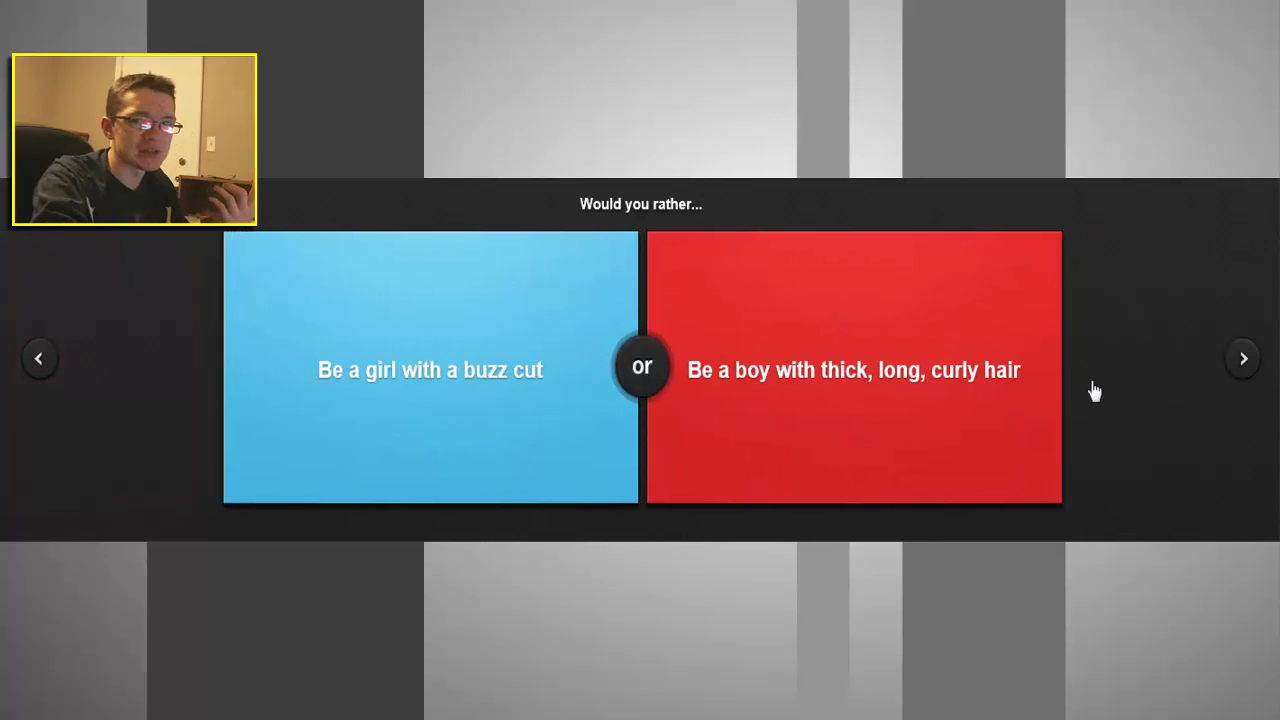 Would you rather...
Be a girl with a buzz cut
or
Be a boy with thick, long, curly hair